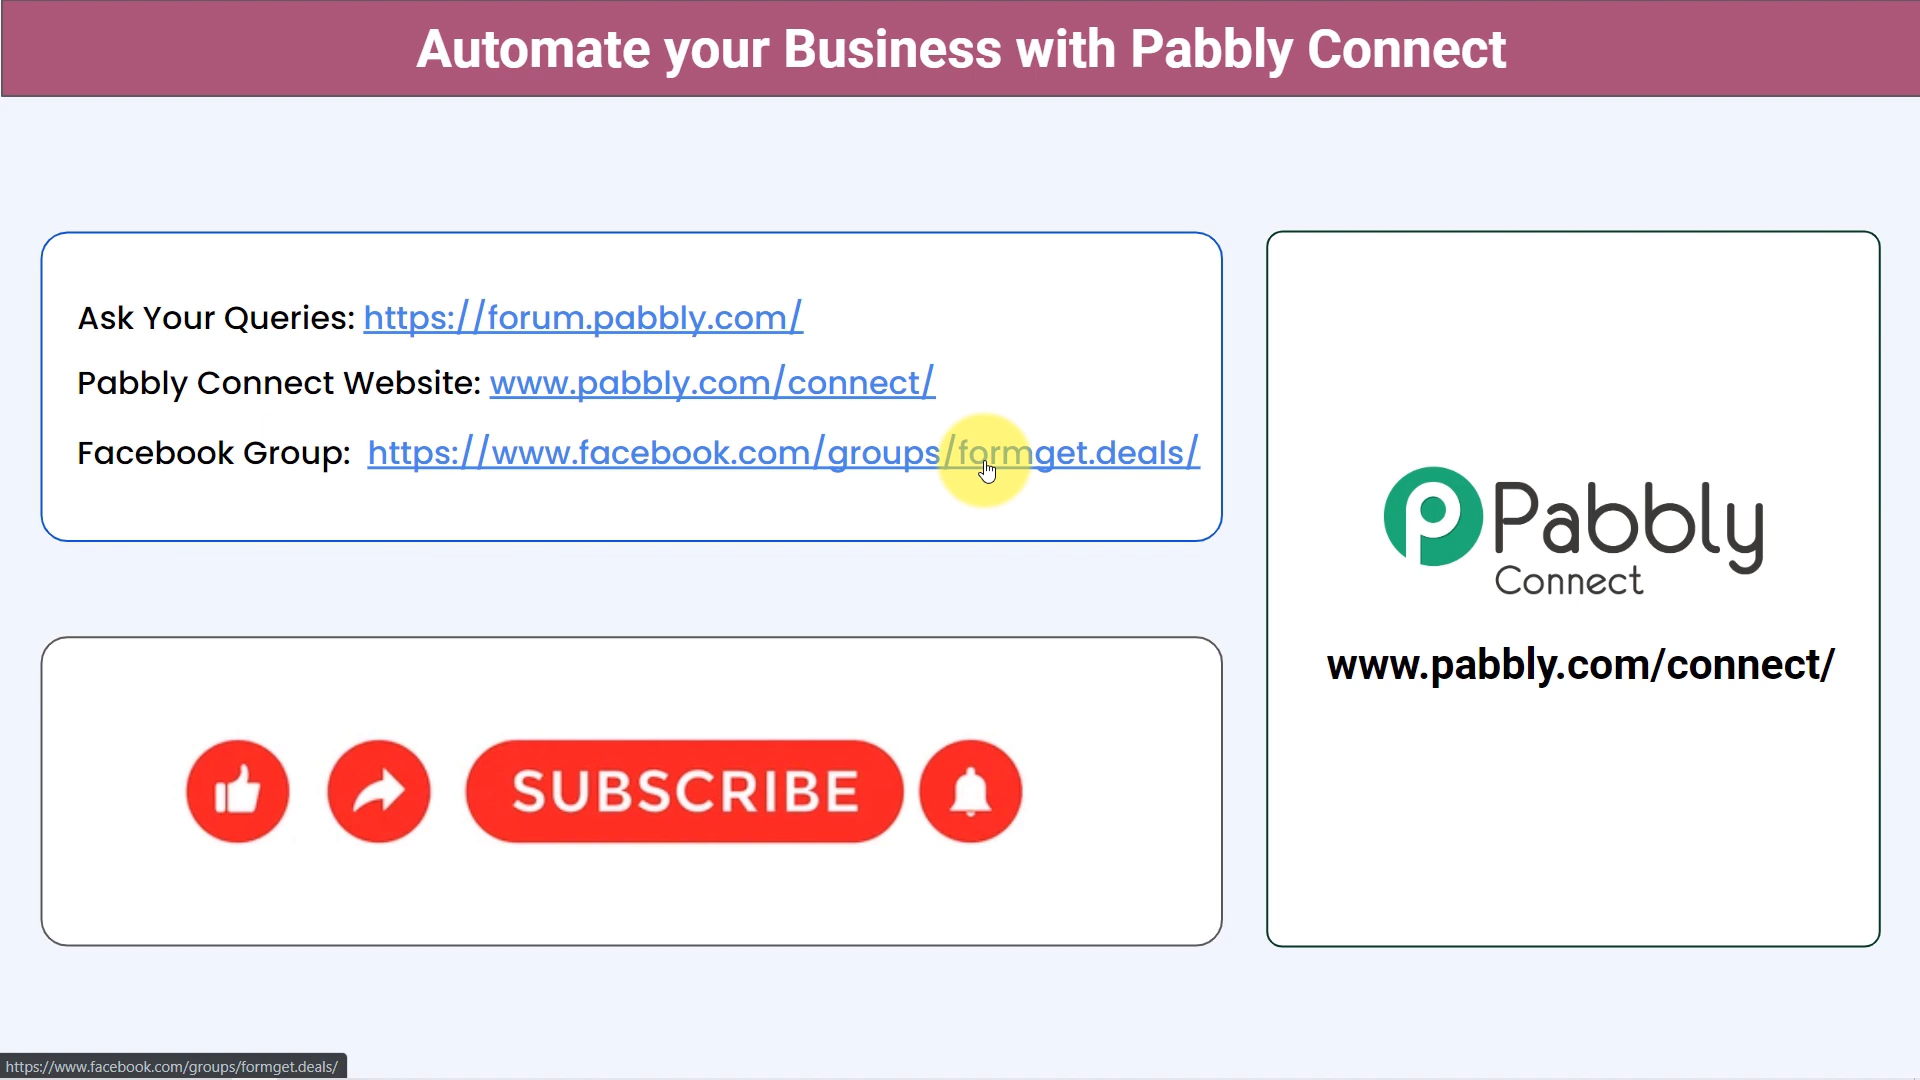 Automate your Business with Pabbly Connect
Ask Your Queries: https://forum.pabbly.com/
Pabbly Connect Website: www.pabbly.com/connect/
Facebook Group: https://www.facebook.com/groups/formget.deals/
Pabbly
Connect
www.pabbly.com/connect/
SUBSCRIBE
https://www.facebook.com/groups/formget.deals/